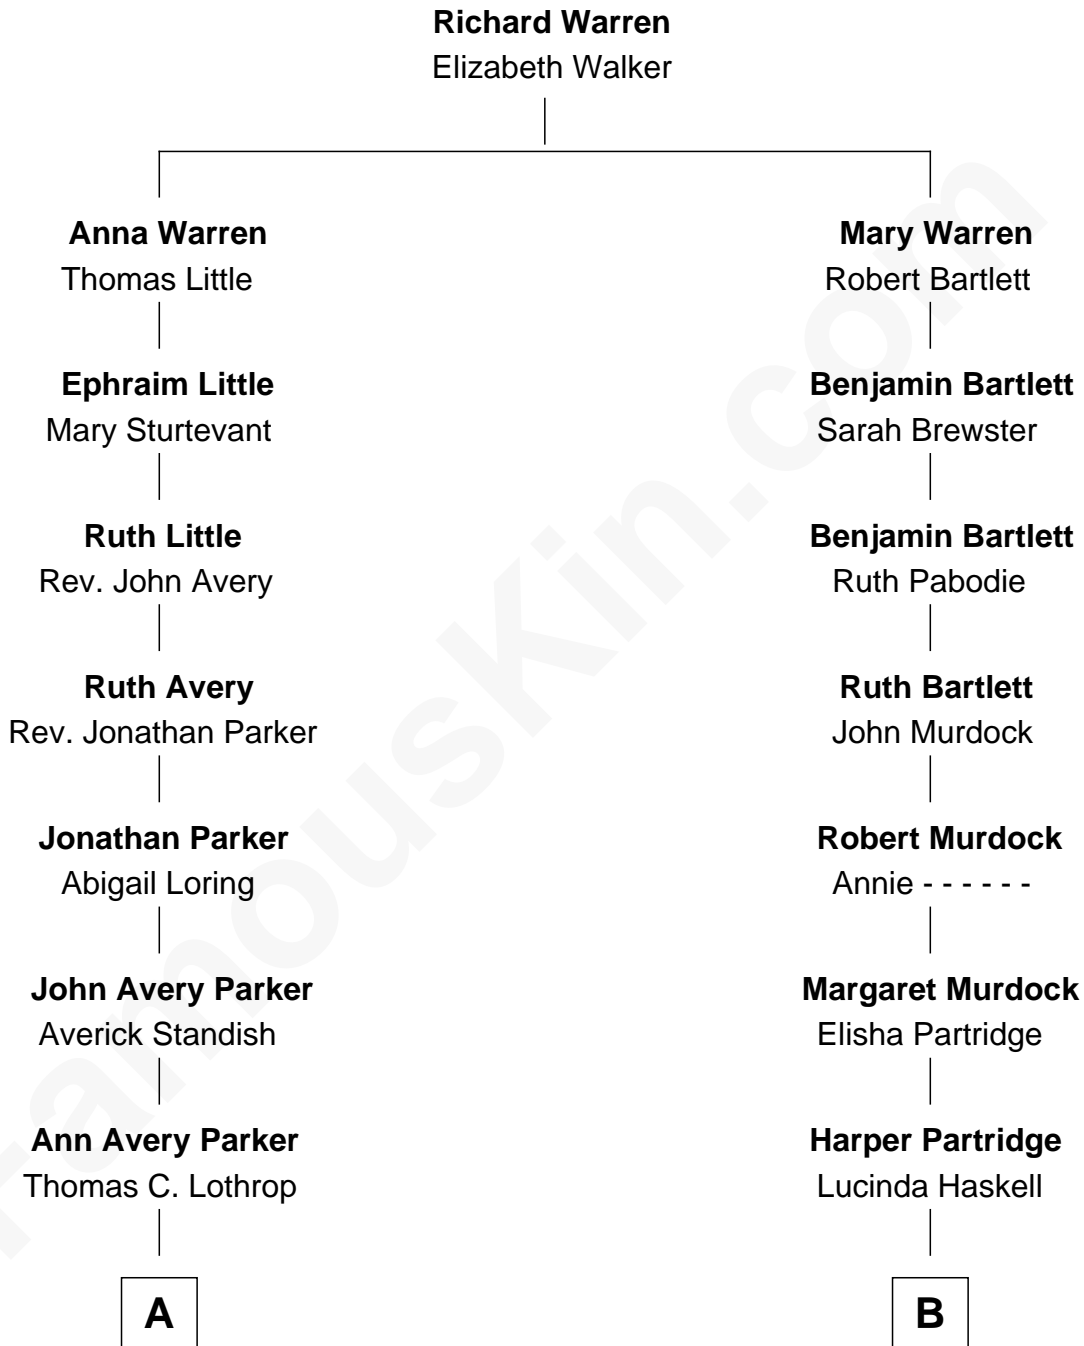 Richard Warren
Elizabeth Walker
Anna Warren
Thomas Little
Mary Warren
Robert Bartlett
Ephraim Little
Mary Sturtevant
Benjamin Bartlett
Sarah Brewster
Ruth Little
Rev. John Avery
Benjamin Bartlett
Ruth Pabodie
Ruth Avery
Rev. Jonathan Parker
Ruth Bartlett
John Murdock
Jonathan Parker
Abigail Loring
Robert Murdock
Annie - - - - - -
John Avery Parker
Averick Standish
Margaret Murdock
Elisha Partridge
Ann Avery Parker
Thomas C. Lothrop
Harper Partridge
Lucinda Haskell
A
B
FamousKin.com